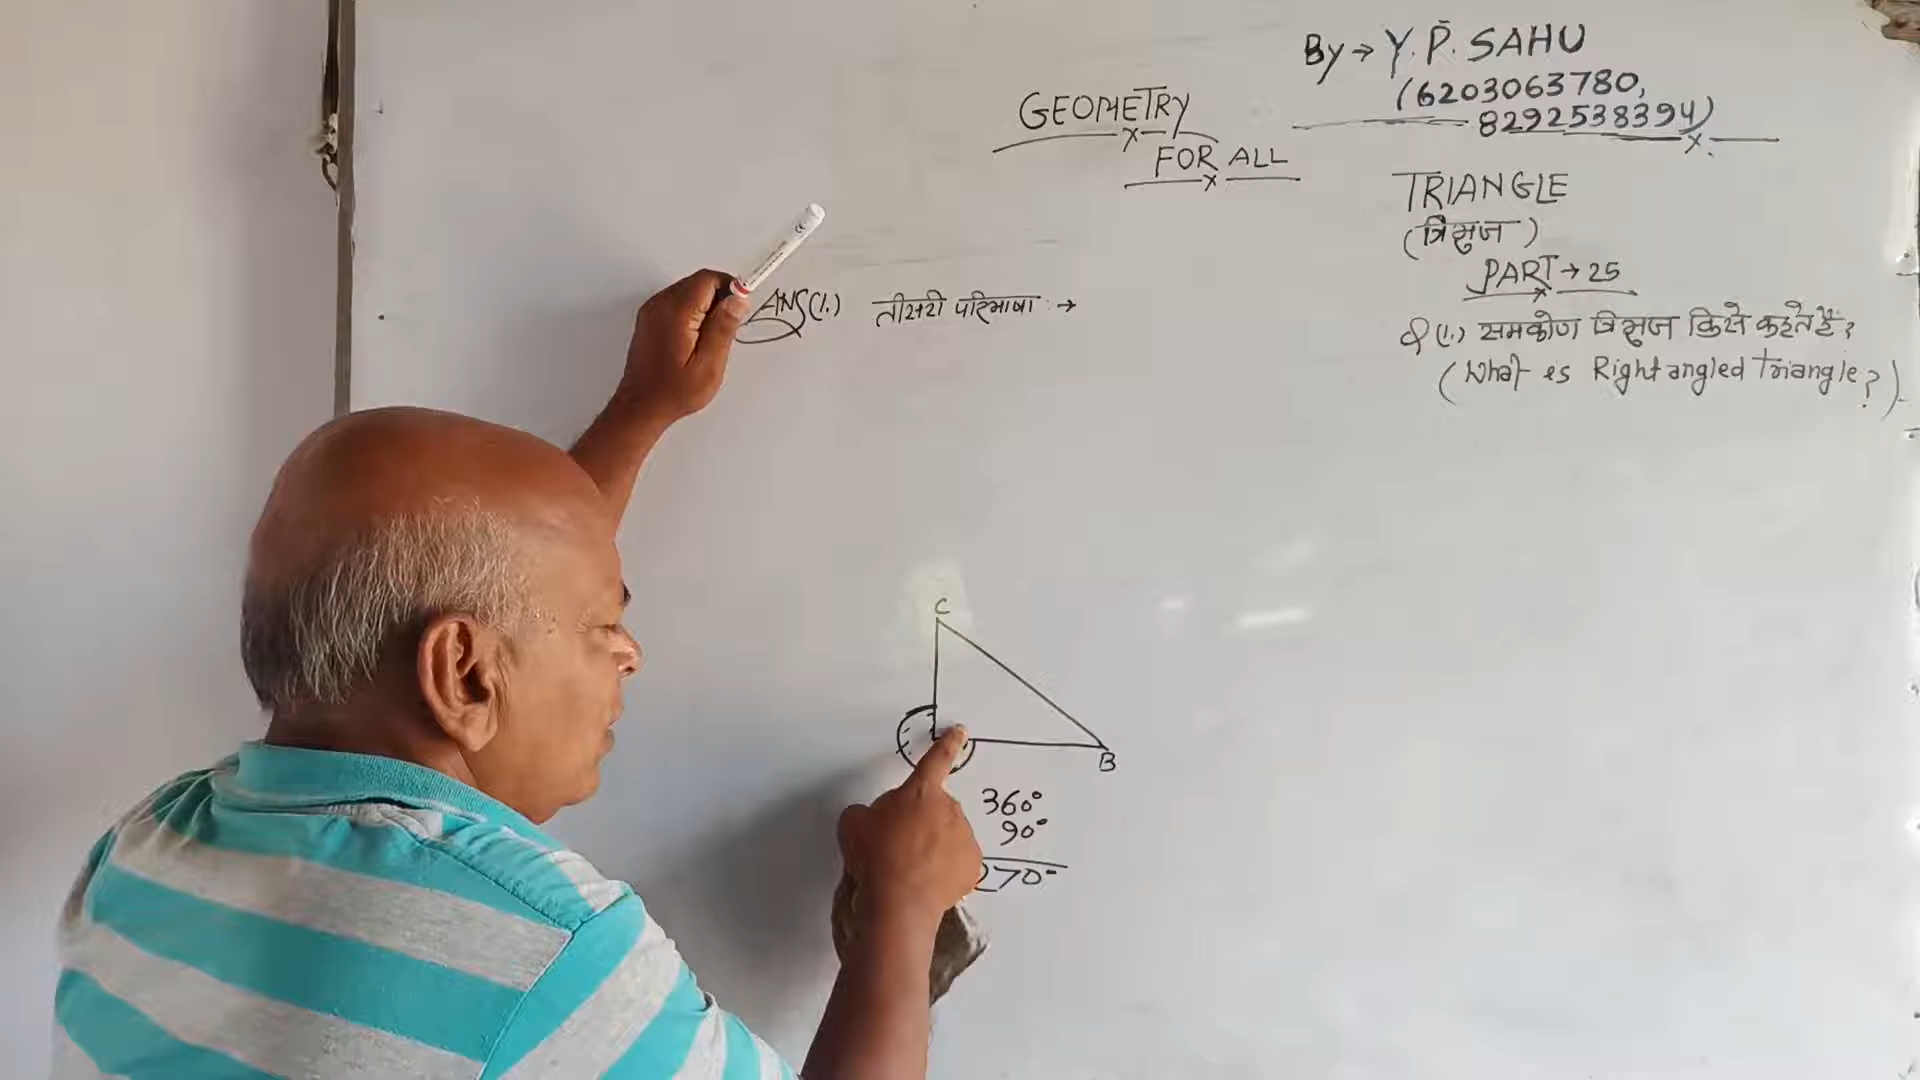 By → Y. P. SAHU
(6203063780,
8292538394)
GEOMETRY
FOR ALL
TRIANGLE
(त्रिभुज)
PART → 25
Q (1.) समकोण त्रिभुज किसे कहते हैं?
(What is Right angled Triangle?)
ANS(1.) तीसरी परिभाषा :→
C
B
360°
90°
270°